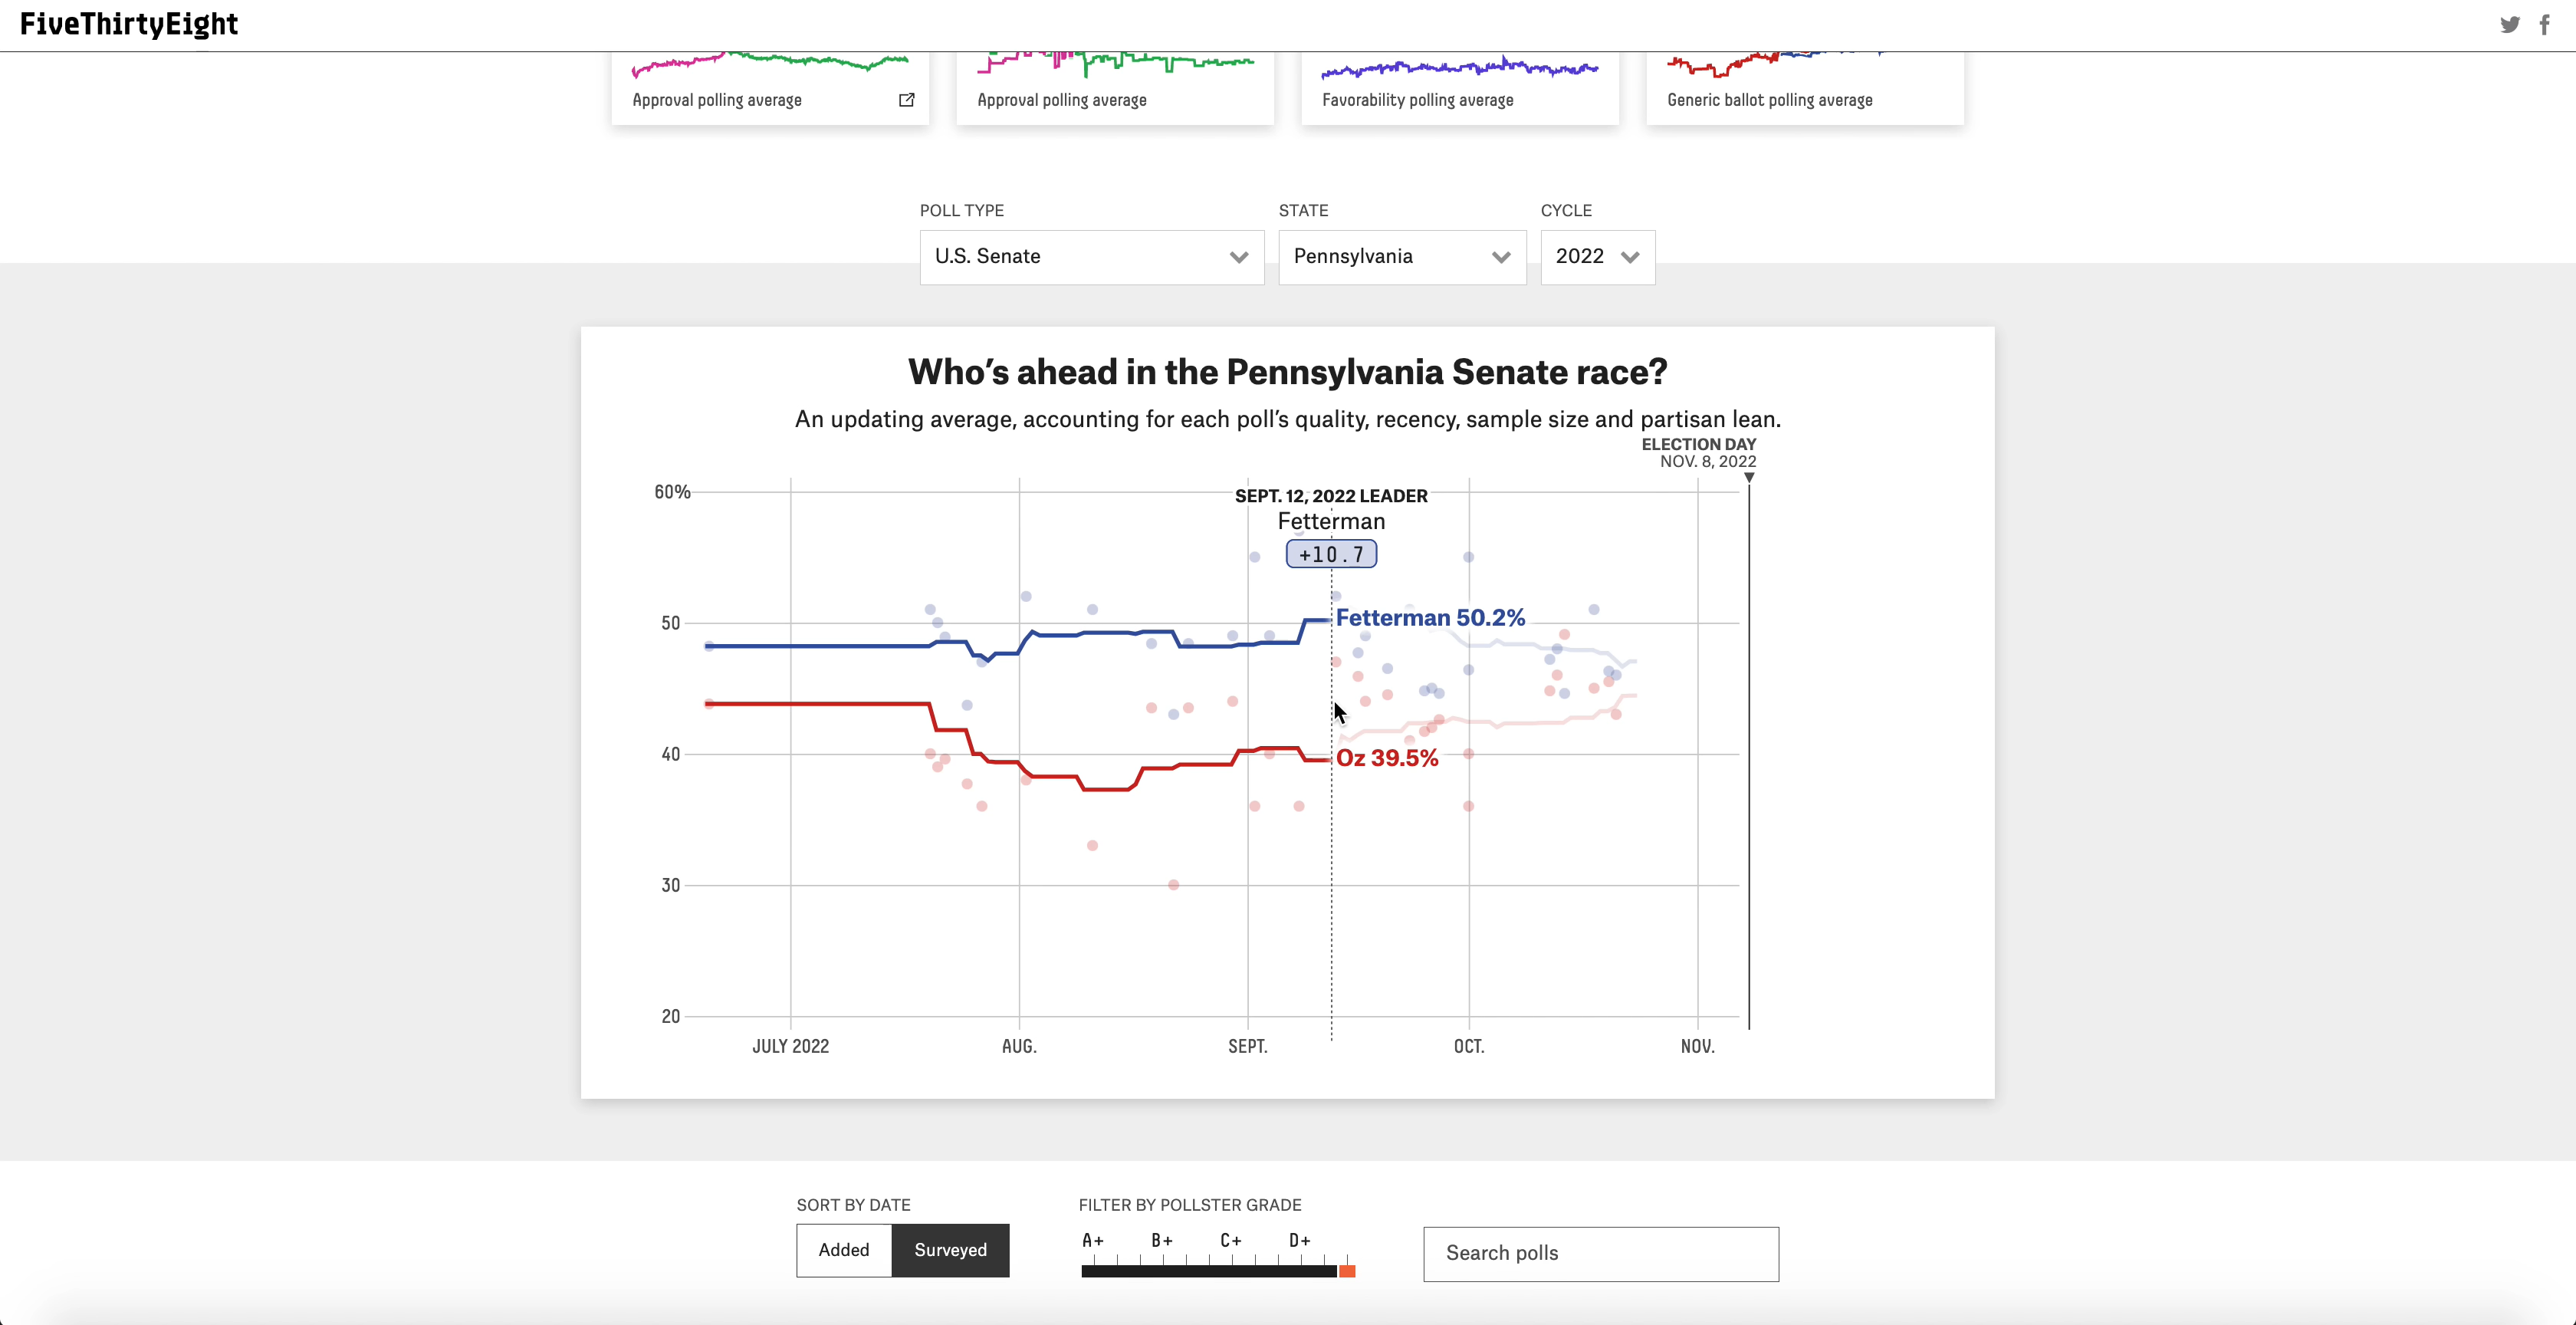 FiveThirtyEight
Approval polling average
Approval polling average
Favorability polling average
Generic ballot polling average
POLL TYPE
STATE
CYCLE
U.S. Senate
Pennsylvania
2022
Who’s ahead in the Pennsylvania Senate race?
An updating average, accounting for each poll’s quality, recency, sample size and partisan lean.
ELECTION DAY
NOV. 8, 2022
60%
SEPT. 12, 2022 LEADER
Fetterman
+10.7
50
Fetterman 50.2%
40
Oz 39.5%
30
20
JULY 2022
AUG.
SEPT.
OCT.
NOV.
SORT BY DATE
FILTER BY POLLSTER GRADE
Added
Surveyed
A+
B+
C+
D+
Search polls